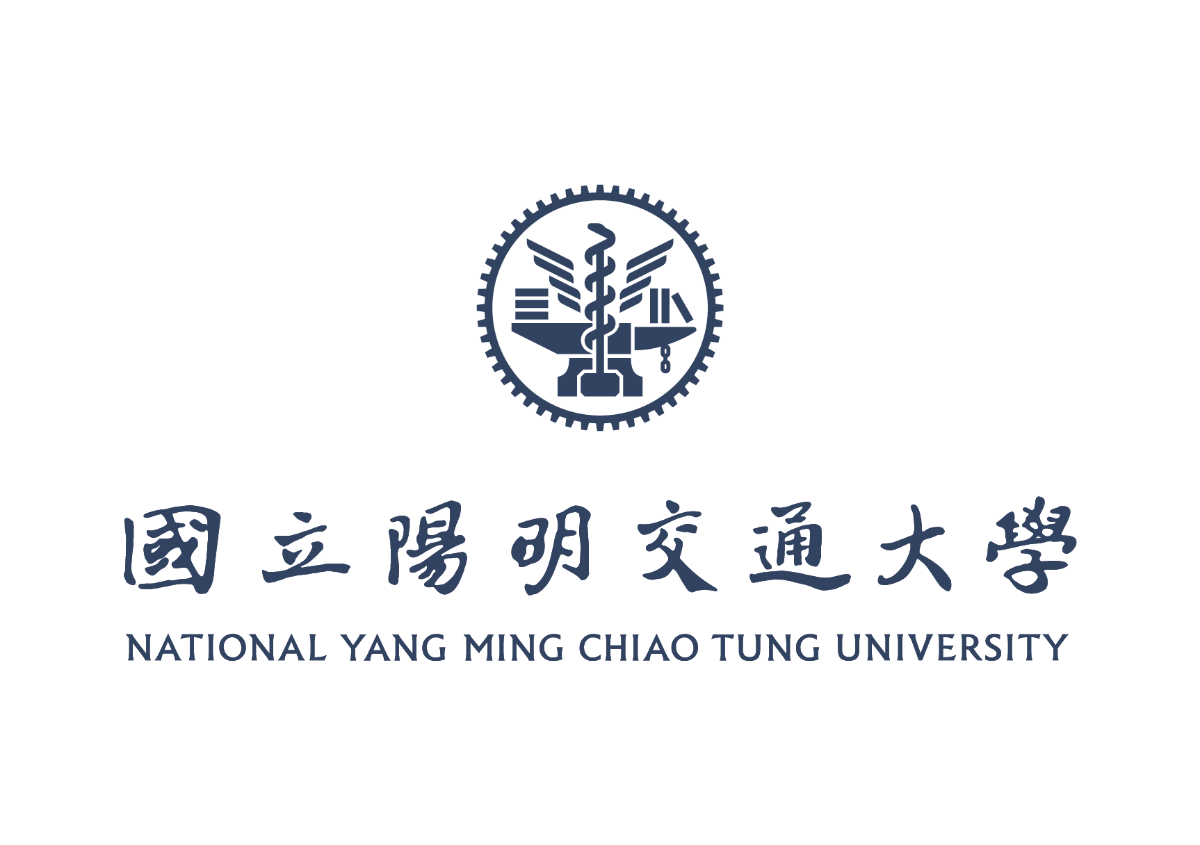 國立陽明交通大學
NATIONAL YANG MING CHIAO TUNG UNIVERSITY